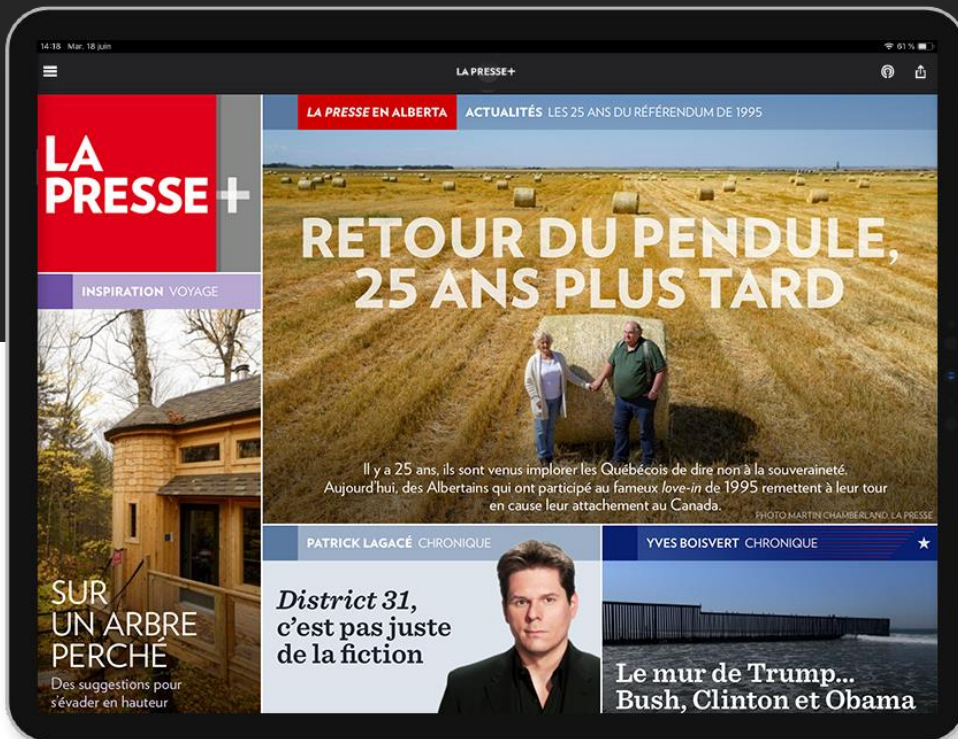 14:18 Mar. 18 juin
61 %
LA PRESSE+
LA
PRESSE+
LA PRESSE EN ALBERTA ACTUALITÉS LES 25 ANS DU RÉFÉRENDUM DE 1995
RETOUR DU PENDULE,
25 ANS PLUS TARD
Il y a 25 ans, ils sont venus implorer les Québécois de dire non à la souveraineté.
Aujourd'hui, des Albertains qui ont participé au fameux love-in de 1995 remettent à leur tour
en cause leur attachement au Canada.
PHOTO MARTIN CHAMBERLAND, LA PRESSE
INSPIRATION VOYAGE
SUR
UN ARBRE
PERCHÉ
Des suggestions pour
s'évader en hauteur
PATRICK LAGACÉ CHRONIQUE
District 31,
c'est pas juste
de la fiction
YVES BOISVERT CHRONIQUE
Le mur de Trump...
Bush, Clinton et Obama